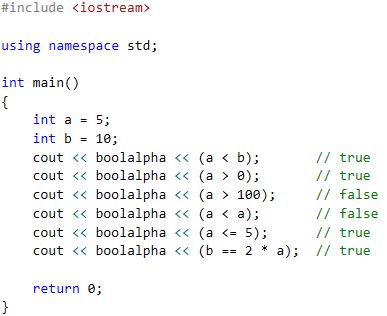 #include <iostream>

using namespace std;

int main()
{
    int a = 5;
    int b = 10;
    cout << boolalpha << (a < b);       // true
    cout << boolalpha << (a > 0);       // true
    cout << boolalpha << (a > 100);     // false
    cout << boolalpha << (a < a);       // false
    cout << boolalpha << (a <= 5);      // true
    cout << boolalpha << (b == 2 * a);  // true

    return 0;
}